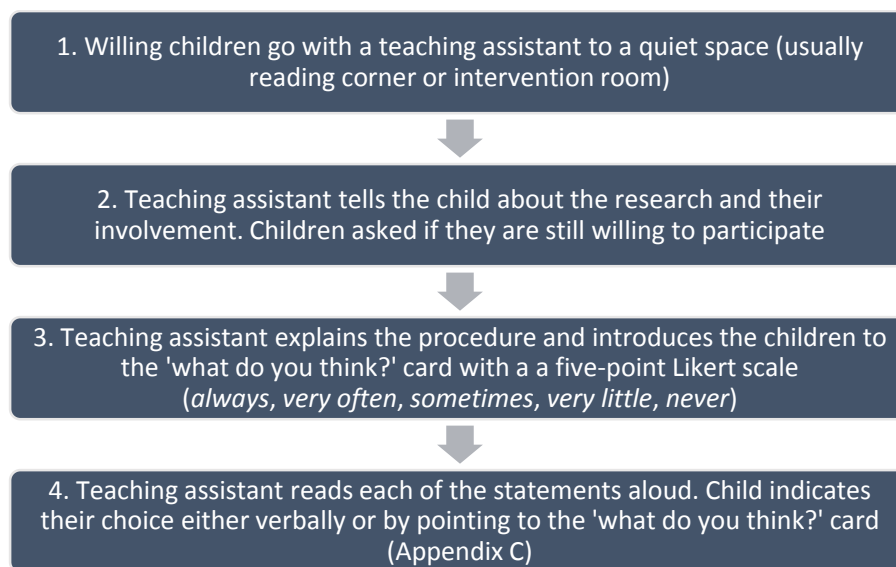 1. Willing children go with a teaching assistant to a quiet space (usually
reading corner or intervention room)
2. Teaching assistant tells the child about the research and their
involvement. Children asked if they are still willing to participate
3. Teaching assistant explains the procedure and introduces the children to
the 'what do you think?' card with a a five-point Likert scale
(always, very often, sometimes, very little, never)
4. Teaching assistant reads each of the statements aloud. Child indicates
their choice either verbally or by pointing to the 'what do you think?' card
(Appendix C)